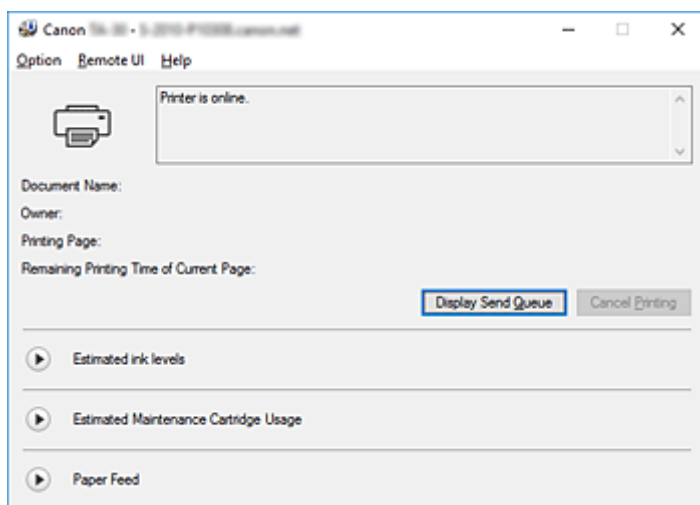 Canon
Option Remote UI Help
Printer is online.
Document Name:
Owner:
Printing Page:
Remaining Printing Time of Current Page:
Display Send Queue Cancel Printing
Estimated ink levels
Estimated Maintenance Cartridge Usage
Paper Feed